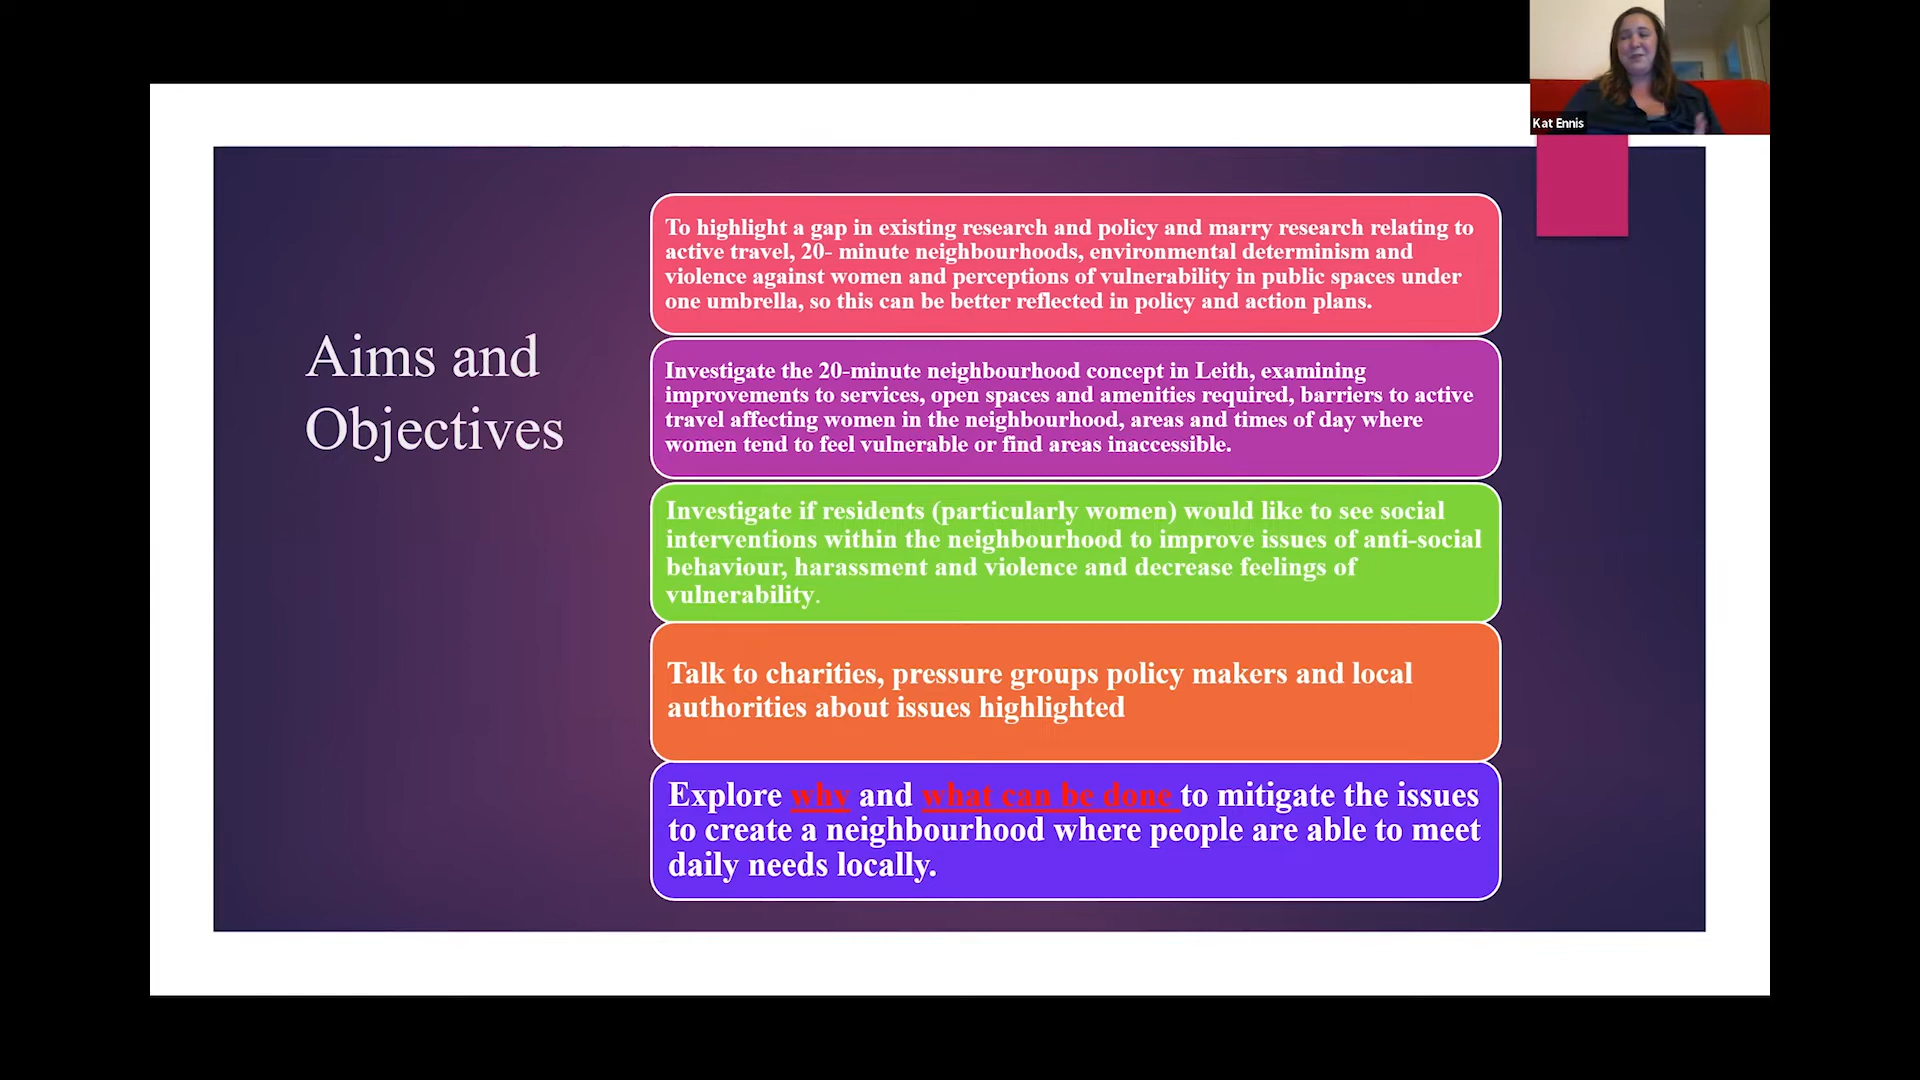 Kat Ennis
Aims and
Objectives
To highlight a gap in existing research and policy and marry research relating to
active travel, 20- minute neighbourhoods, environmental determinism and
violence against women and perceptions of vulnerability in public spaces under
one umbrella, so this can be better reflected in policy and action plans.
Investigate the 20-minute neighbourhood concept in Leith, examining
improvements to services, open spaces and amenities required, barriers to active
travel affecting women in the neighbourhood, areas and times of day where
women tend to feel vulnerable or find areas inaccessible.
Investigate if residents (particularly women) would like to see social
interventions within the neighbourhood to improve issues of anti-social
behaviour, harassment and violence and decrease feelings of
vulnerability.
Talk to charities, pressure groups policy makers and local
authorities about issues highlighted
Explore why and what can be done to mitigate the issues
to create a neighbourhood where people are able to meet
daily needs locally.